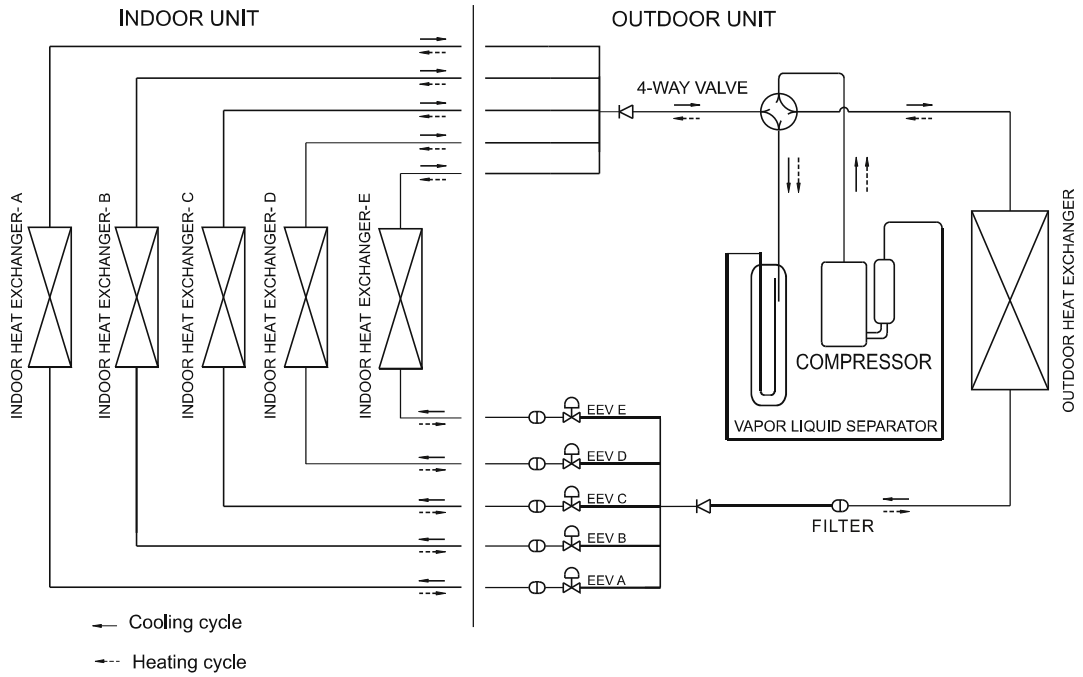 INDOOR UNIT
OUTDOOR UNIT
4-WAY VALVE
INDOOR HEAT EXCHANGER- A
INDOOR HEAT EXCHANGER- B
INDOOR HEAT EXCHANGER- C
INDOOR HEAT EXCHANGER- D
INDOOR HEAT EXCHANGER- E
OUTDOOR HEAT EXCHANGER
COMPRESSOR
VAPOR LIQUID SEPARATOR
EEV E
EEV D
EEV C
EEV B
EEV A
FILTER
Cooling cycle
Heating cycle